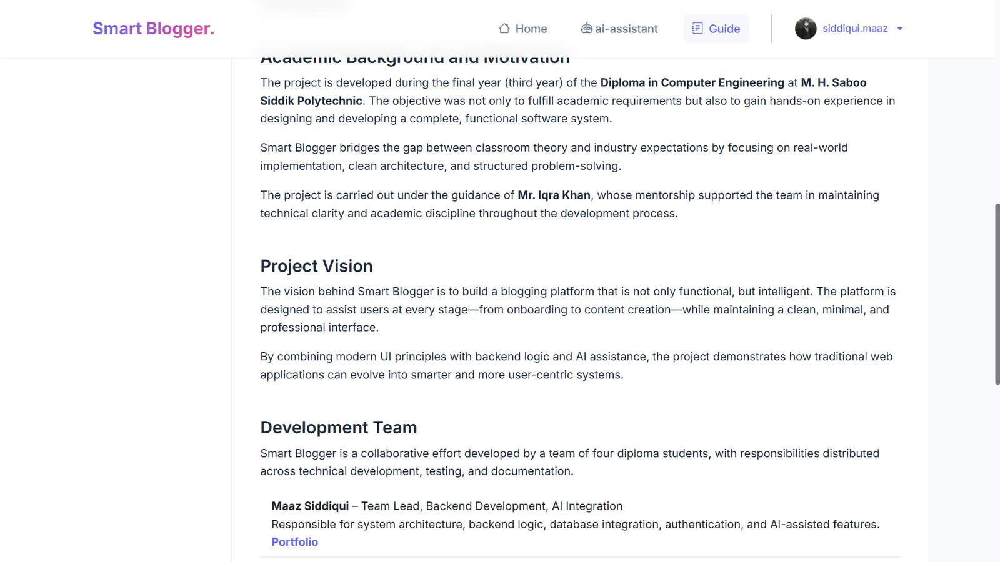 Smart Blogger.
Home
ai-assistant
Guide
siddiqui.maaz
Academic Background and Motivation
The project is developed during the final year (third year) of the Diploma in Computer Engineering at M. H. Saboo
Siddik Polytechnic. The objective was not only to fulfill academic requirements but also to gain hands-on experience in
designing and developing a complete, functional software system.
Smart Blogger bridges the gap between classroom theory and industry expectations by focusing on real-world
implementation, clean architecture, and structured problem-solving.
The project is carried out under the guidance of Mr. Iqra Khan, whose mentorship supported the team in maintaining
technical clarity and academic discipline throughout the development process.
Project Vision
The vision behind Smart Blogger is to build a blogging platform that is not only functional, but intelligent. The platform is
designed to assist users at every stage—from onboarding to content creation—while maintaining a clean, minimal, and
professional interface.
By combining modern UI principles with backend logic and AI assistance, the project demonstrates how traditional web
applications can evolve into smarter and more user-centric systems.
Development Team
Smart Blogger is a collaborative effort developed by a team of four diploma students, with responsibilities distributed
across technical development, testing, and documentation.
Maaz Siddiqui – Team Lead, Backend Development, AI Integration
Responsible for system architecture, backend logic, database integration, authentication, and AI-assisted features.
Portfolio